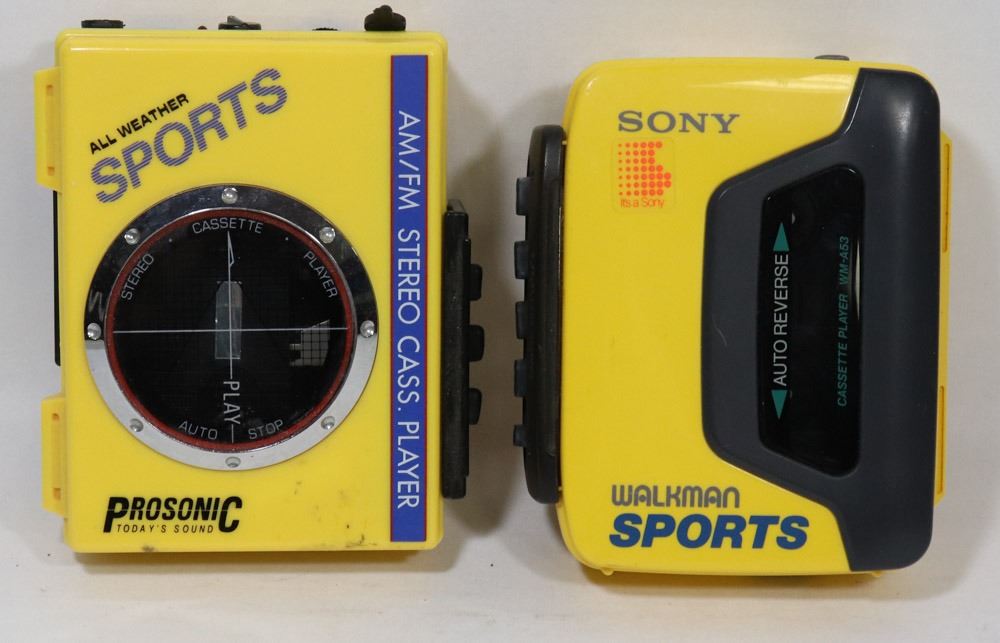 ALL WEATHER
SPORTS
STEREO CASSETTE PLAYER
PLAY
AUTO STOP
PROSONIC
TODAY'S SOUND
AM/FM STEREO CASS. PLAYER
SONY
It's a Sony
AUTO REVERSE
CASSETTE PLAYER WM-A53
WALKMAN
SPORTS